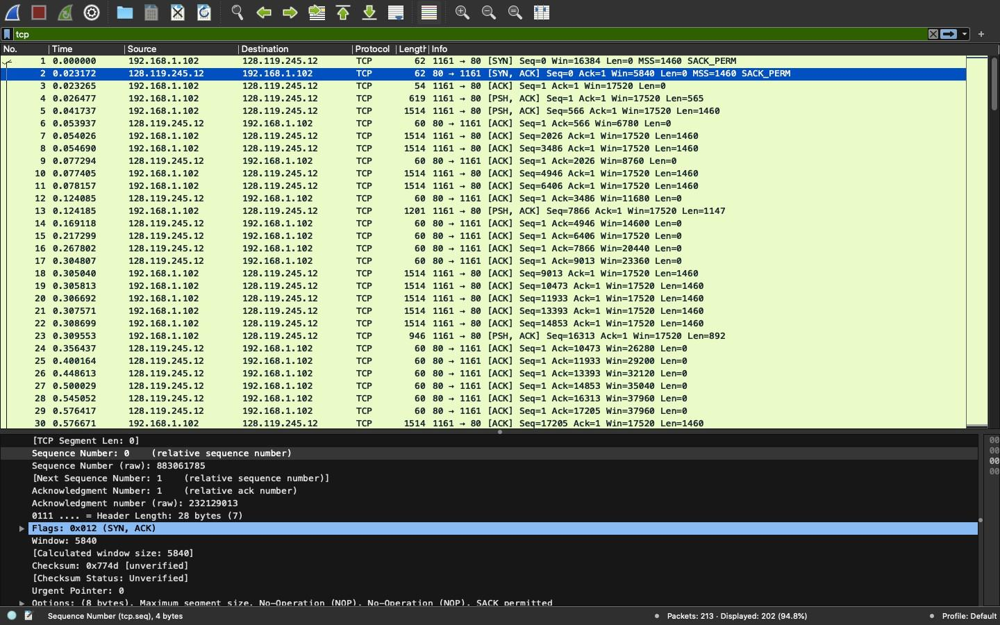 tcp
No. Time Source Destination Protocol Length Info
1 0.000000 192.168.1.102 128.119.245.12 TCP 62 1161 → 80 [SYN] Seq=0 Win=16384 Len=0 MSS=1460 SACK_PERM
2 0.023172 128.119.245.12 192.168.1.102 TCP 62 80 → 1161 [SYN, ACK] Seq=0 Ack=1 Win=5840 Len=0 MSS=1460 SACK_PERM
3 0.023265 192.168.1.102 128.119.245.12 TCP 54 1161 → 80 [ACK] Seq=1 Ack=1 Win=17520 Len=0
4 0.026477 192.168.1.102 128.119.245.12 TCP 619 1161 → 80 [PSH, ACK] Seq=1 Ack=1 Win=17520 Len=565
5 0.041737 192.168.1.102 128.119.245.12 TCP 1514 1161 → 80 [PSH, ACK] Seq=566 Ack=1 Win=17520 Len=1460
6 0.053937 128.119.245.12 192.168.1.102 TCP 60 80 → 1161 [ACK] Seq=1 Ack=566 Win=6780 Len=0
7 0.054026 192.168.1.102 128.119.245.12 TCP 1514 1161 → 80 [ACK] Seq=2026 Ack=1 Win=17520 Len=1460
8 0.054690 192.168.1.102 128.119.245.12 TCP 1514 1161 → 80 [ACK] Seq=3486 Ack=1 Win=17520 Len=1460
9 0.077294 128.119.245.12 192.168.1.102 TCP 60 80 → 1161 [ACK] Seq=1 Ack=2026 Win=8760 Len=0
10 0.077405 192.168.1.102 128.119.245.12 TCP 1514 1161 → 80 [ACK] Seq=4946 Ack=1 Win=17520 Len=1460
11 0.078157 192.168.1.102 128.119.245.12 TCP 1514 1161 → 80 [ACK] Seq=6406 Ack=1 Win=17520 Len=1460
12 0.124085 128.119.245.12 192.168.1.102 TCP 60 80 → 1161 [ACK] Seq=1 Ack=3486 Win=11680 Len=0
13 0.124185 192.168.1.102 128.119.245.12 TCP 1201 1161 → 80 [PSH, ACK] Seq=7866 Ack=1 Win=17520 Len=1147
14 0.169118 128.119.245.12 192.168.1.102 TCP 60 80 → 1161 [ACK] Seq=1 Ack=4946 Win=14600 Len=0
15 0.217299 128.119.245.12 192.168.1.102 TCP 60 80 → 1161 [ACK] Seq=1 Ack=6406 Win=17520 Len=0
16 0.267802 128.119.245.12 192.168.1.102 TCP 60 80 → 1161 [ACK] Seq=1 Ack=7866 Win=20440 Len=0
17 0.304807 128.119.245.12 192.168.1.102 TCP 60 80 → 1161 [ACK] Seq=1 Ack=9013 Win=23360 Len=0
18 0.305040 192.168.1.102 128.119.245.12 TCP 1514 1161 → 80 [ACK] Seq=9013 Ack=1 Win=17520 Len=1460
19 0.305813 192.168.1.102 128.119.245.12 TCP 1514 1161 → 80 [ACK] Seq=10473 Ack=1 Win=17520 Len=1460
20 0.306692 192.168.1.102 128.119.245.12 TCP 1514 1161 → 80 [ACK] Seq=11933 Ack=1 Win=17520 Len=1460
21 0.307571 192.168.1.102 128.119.245.12 TCP 1514 1161 → 80 [ACK] Seq=13393 Ack=1 Win=17520 Len=1460
22 0.308699 192.168.1.102 128.119.245.12 TCP 1514 1161 → 80 [ACK] Seq=14853 Ack=1 Win=17520 Len=1460
23 0.309553 192.168.1.102 128.119.245.12 TCP 946 1161 → 80 [PSH, ACK] Seq=16313 Ack=1 Win=17520 Len=892
24 0.356437 128.119.245.12 192.168.1.102 TCP 60 80 → 1161 [ACK] Seq=1 Ack=10473 Win=26280 Len=0
25 0.400164 128.119.245.12 192.168.1.102 TCP 60 80 → 1161 [ACK] Seq=1 Ack=11933 Win=29200 Len=0
26 0.448613 128.119.245.12 192.168.1.102 TCP 60 80 → 1161 [ACK] Seq=1 Ack=13393 Win=32120 Len=0
27 0.500029 128.119.245.12 192.168.1.102 TCP 60 80 → 1161 [ACK] Seq=1 Ack=14853 Win=35040 Len=0
28 0.545052 128.119.245.12 192.168.1.102 TCP 60 80 → 1161 [ACK] Seq=1 Ack=16313 Win=37960 Len=0
29 0.576417 128.119.245.12 192.168.1.102 TCP 60 80 → 1161 [ACK] Seq=1 Ack=17205 Win=37960 Len=0
30 0.576671 192.168.1.102 128.119.245.12 TCP 1514 1161 → 80 [ACK] Seq=17205 Ack=1 Win=17520 Len=1460
[TCP Segment Len: 0] 00
Sequence Number: 0 (relative sequence number) 00
Sequence Number (raw): 883061785 00
[Next Sequence Number: 1 (relative sequence number)] 00
Acknowledgment Number: 1 (relative ack number)
Acknowledgment number (raw): 232129013
0111 .... = Header Length: 28 bytes (7)
Flags: 0x012 (SYN, ACK)
Window: 5840
[Calculated window size: 5840]
Checksum: 0x774d [unverified]
[Checksum Status: Unverified]
Urgent Pointer: 0
Options: (8 bytes), Maximum segment size, No-Operation (NOP), No-Operation (NOP), SACK permitted
Sequence Number (tcp.seq), 4 bytes Packets: 213 · Displayed: 202 (94.8%) Profile: Default